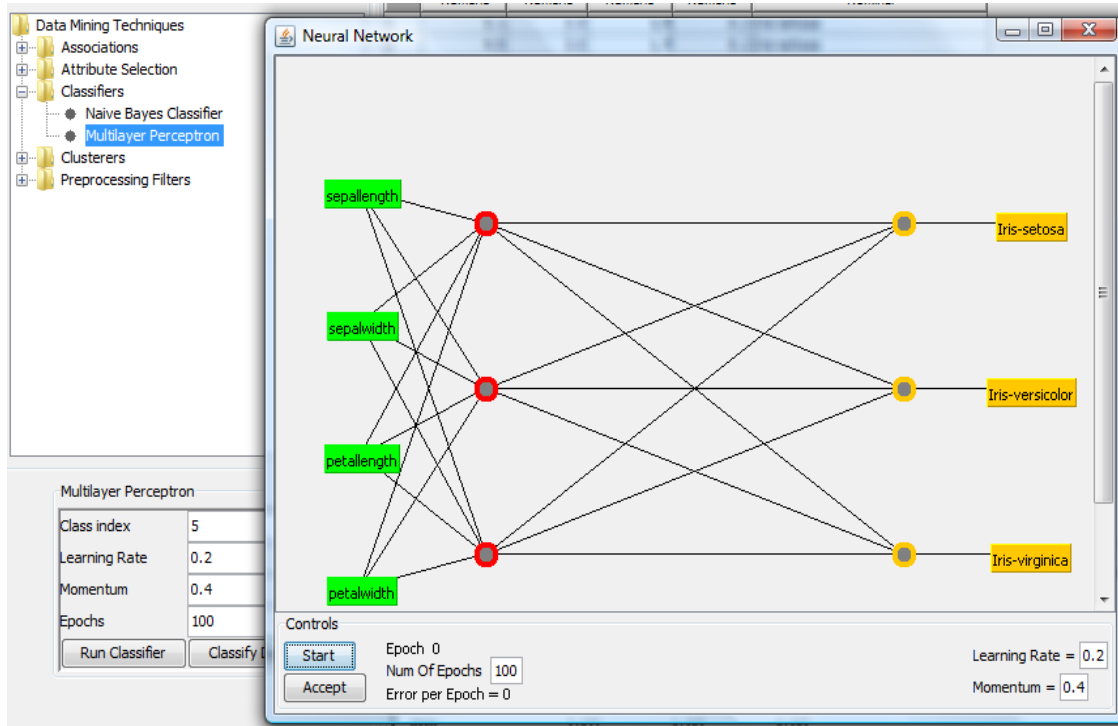 Data Mining Techniques
Associations
Attribute Selection
Classifiers
Naive Bayes Classifier
Multilayer Perceptron
Clusterers
Preprocessing Filters
Neural Network
sepallength
sepalwidth
petallength
petalwidth
Iris-setosa
Iris-versicolor
Iris-virginica
Multilayer Perceptron
Class index 5
Learning Rate 0.2
Momentum 0.4
Epochs 100
Run Classifier Classify
Controls
Start
Accept
Epoch 0
Num Of Epochs 100
Error per Epoch = 0
Learning Rate = 0.2
Momentum = 0.4